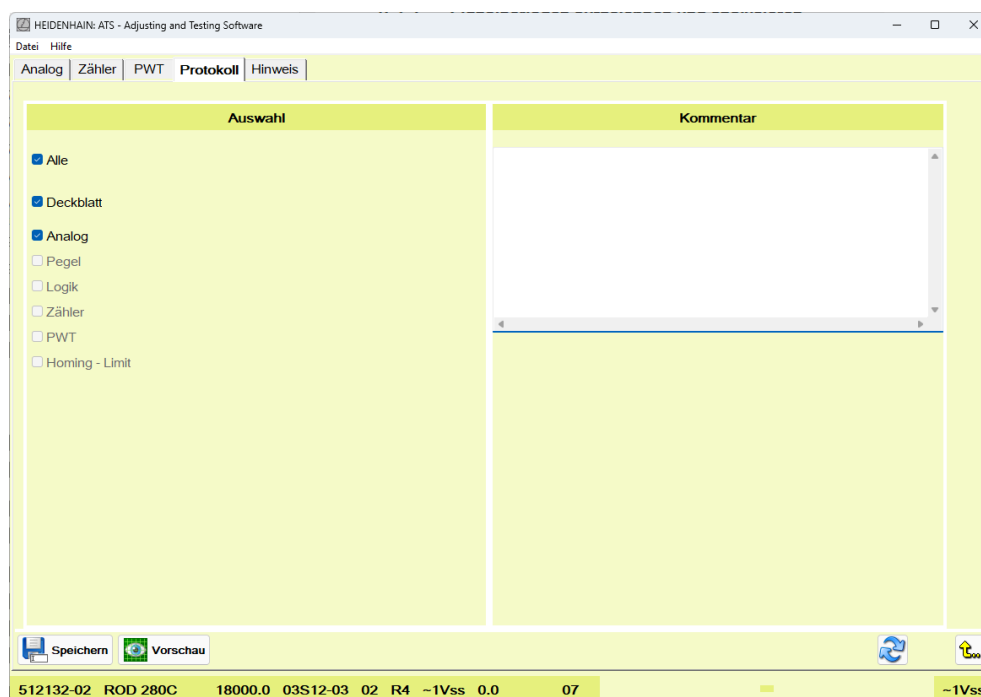 HEIDENHAIN: ATS - Adjusting and Testing Software
Datei Hilfe
Analog Zähler PWT Protokoll Hinweis
Auswahl
Alle
Deckblatt
Analog
Pegel
Logik
Zähler
PWT
Homing - Limit
Kommentar
Speichern Vorschau
512132-02 ROD 280C 18000.0 03S12-03 02 R4 ~1Vss 0.0 07 ~1Vss